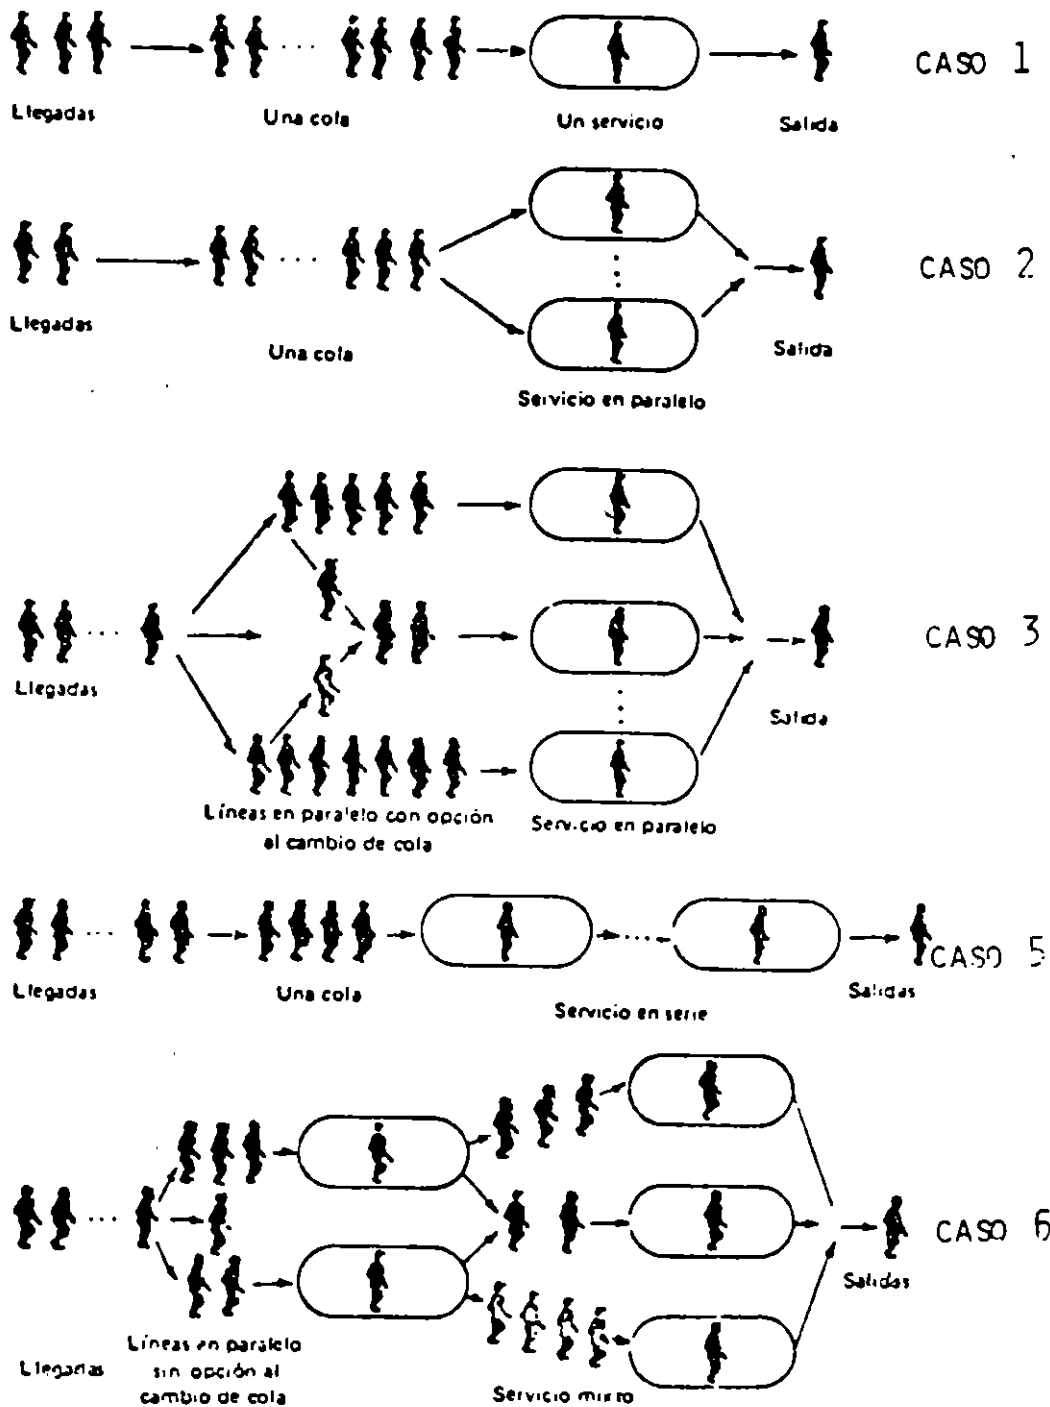 CASO 1
Llegadas
Una cola
Un servicio
Salida
CASO 2
Llegadas
Una cola
Salida
Servicio en paralelo
CASO 3
Llegadas
Salida
Líneas en paralelo con opción
al cambio de cola
Servicio en paralelo
CASO 5
Llegadas
Una cola
Servicio en serie
Salidas
CASO 6
Salidas
Llegadas
Líneas en paralelo
sin opción al
cambio de cola
Servicio mixto